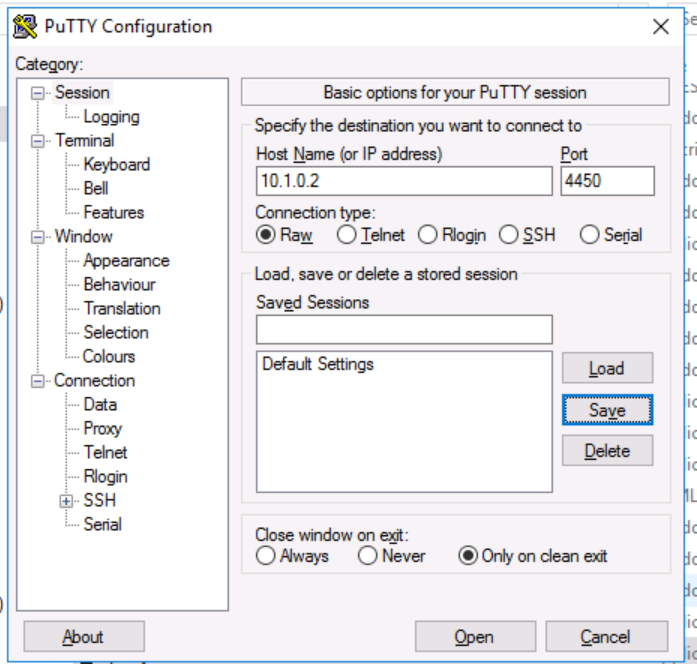 PuTTY Configuration
Category:
Session
Logging
Terminal
Keyboard
Bell
Features
Window
Appearance
Behaviour
Translation
Selection
Colours
Connection
Data
Proxy
Telnet
Rlogin
SSH
Serial
Basic options for your PuTTY session
Specify the destination you want to connect to
Host Name (or IP address) Port
10.1.0.2 4450
Connection type:
Raw Telnet Rlogin SSH Serial
Load, save or delete a stored session
Saved Sessions
Default Settings
Load
Save
Delete
Close window on exit:
Always Never Only on clean exit
About Open Cancel